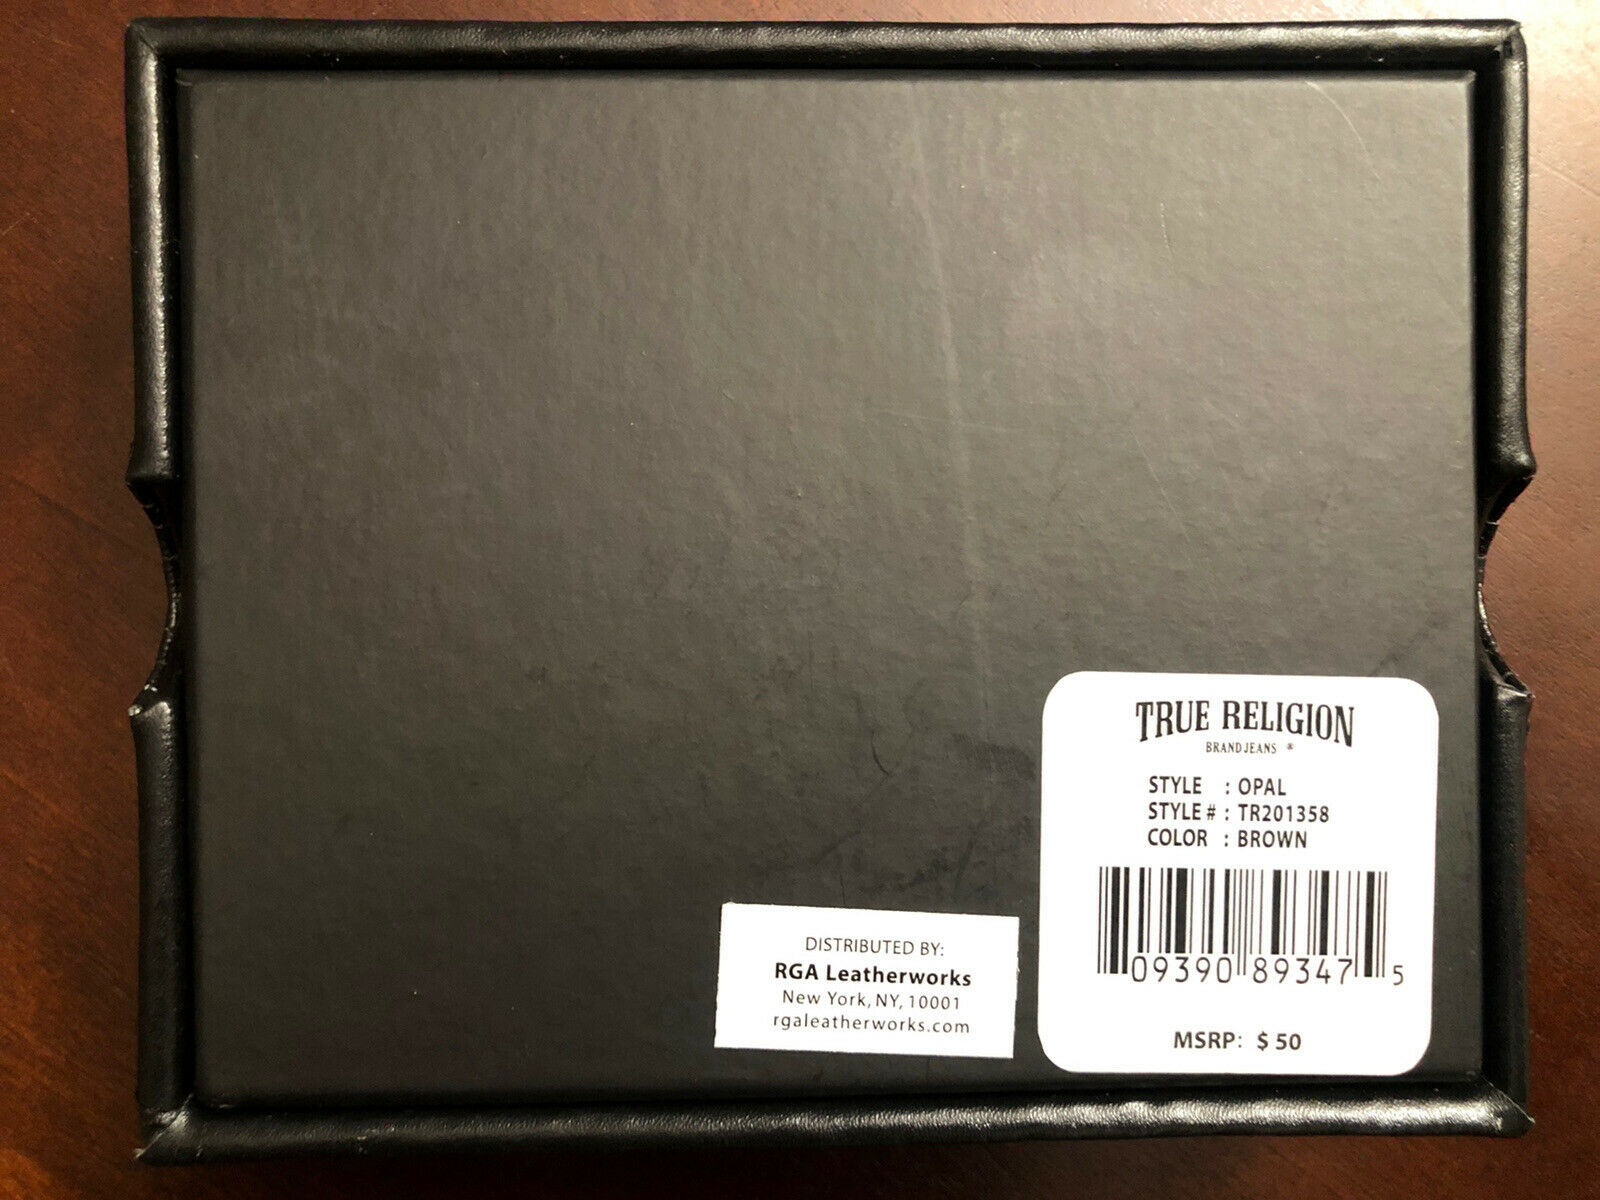 TRUE RELIGION
BRAND JEANS ®
STYLE : OPAL
STYLE # : TR201358
COLOR : BROWN
09390 89347 5
MSRP: $ 50
DISTRIBUTED BY:
RGA Leatherworks
New York, NY, 10001
rgaleatherworks.com